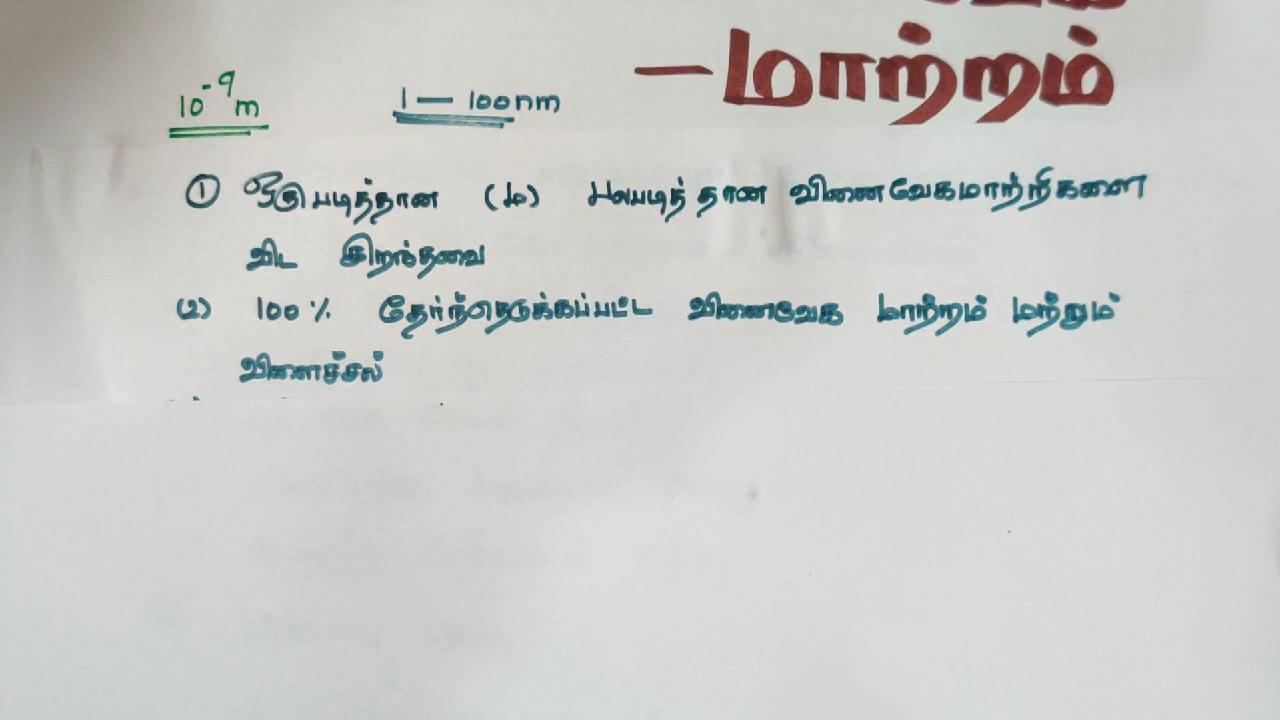 –மாற்றம்
10⁻⁹m 1 — 100nm
① ஒருபடித்தான (அ) பலபடித்தான வினைவேகமாற்றிகளை
விட சிறந்தவை
(2) 100% தேர்ந்தெடுக்கப்பட்ட வினைவேக மாற்றம் மற்றும்
விளைச்சல்